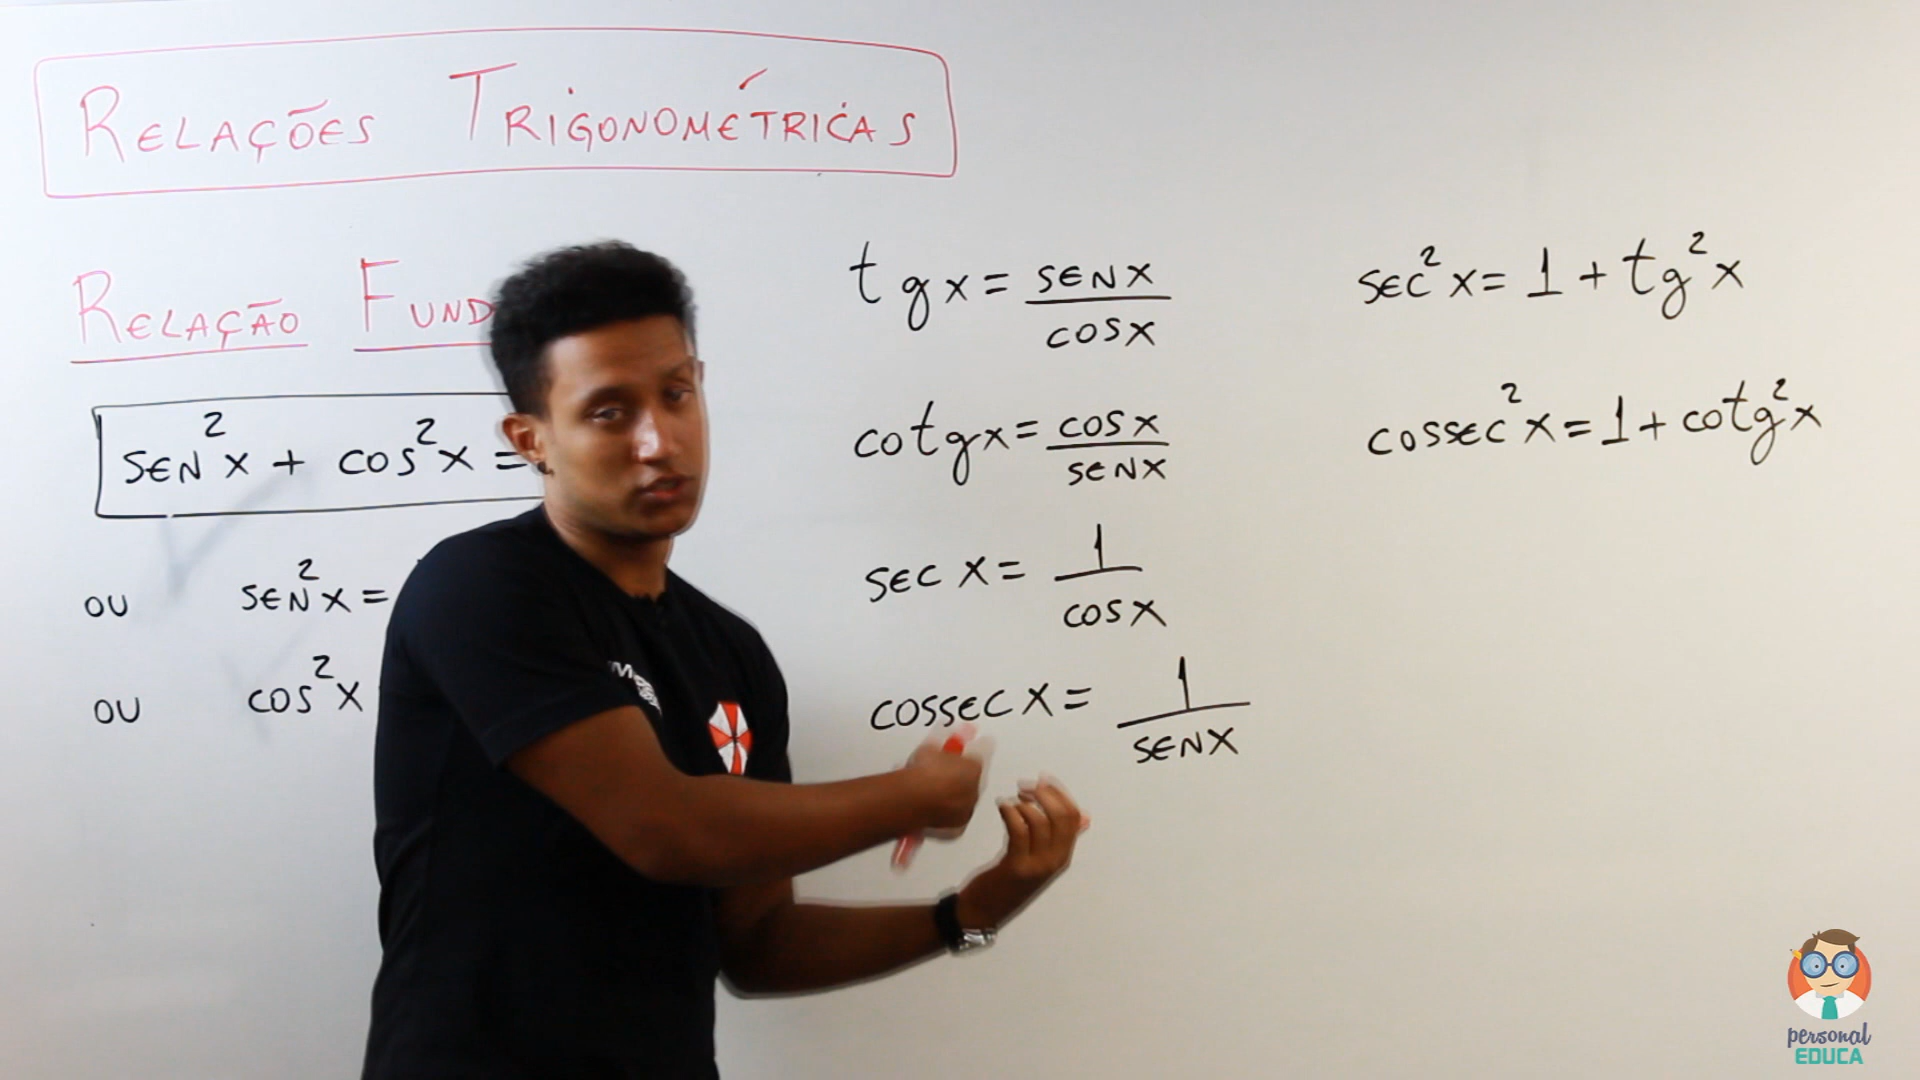 RELAÇÕES TRIGONOMÉTRICAS
RELAÇÃO FUND
SEN²X + COS²X =
OU SEN²X =
OU COS²X
tgx = SENX/COSX
cotgx = COSX/SENX
SEC X = 1/COSX
COSSEC X = 1/SENX
SEC²X = 1 + tg²X
COSSEC²X = 1 + cotg²X
personal
EDUCA